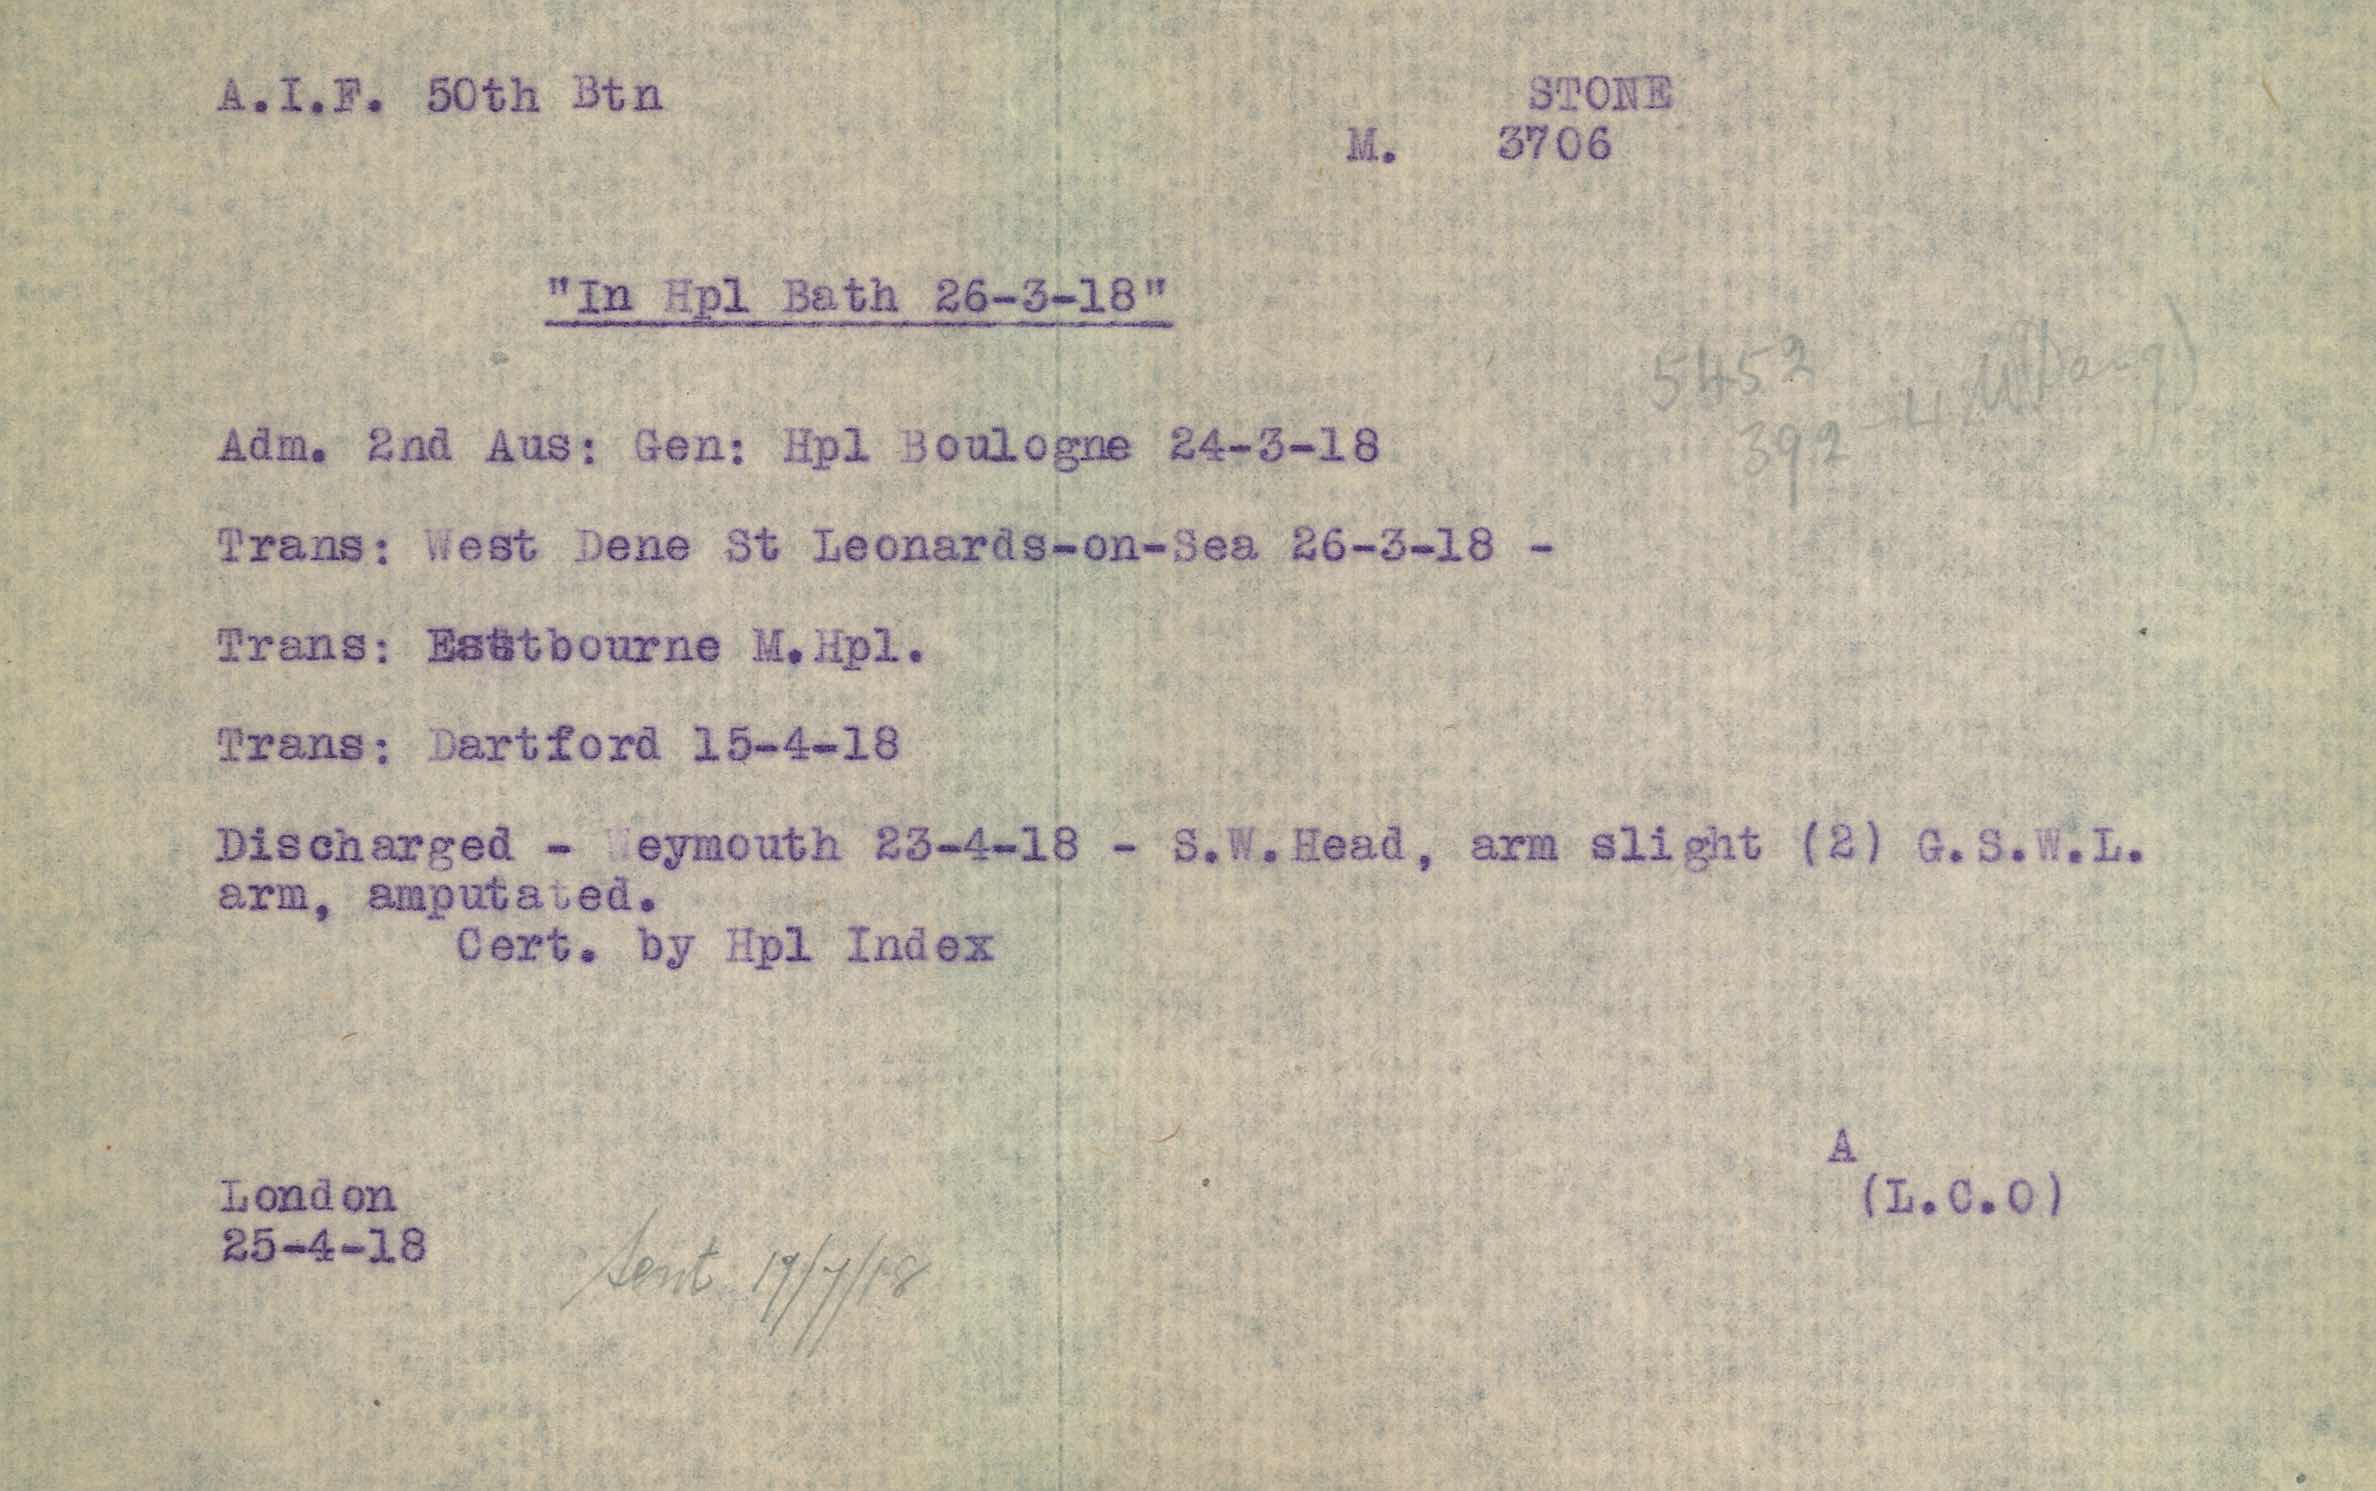 A.I.F. 50th Btn
STONE
M. 3706
"In Hpl Bath 26-3-18"
5452
392
Adm. 2nd Aus: Gen: Hpl Boulogne 24-3-18
Trans: West Dene St Leonards-on-Sea 26-3-18 -
Trans: Eastbourne M.Hpl.
Trans: Dartford 15-4-18
Discharged - Weymouth 23-4-18 - S.W.Head, arm slight (2) G.S.W.L.
arm, amputated.
Cert. by Hpl Index
A
(L.C.O)
London
25-4-18
Sent 19/7/18